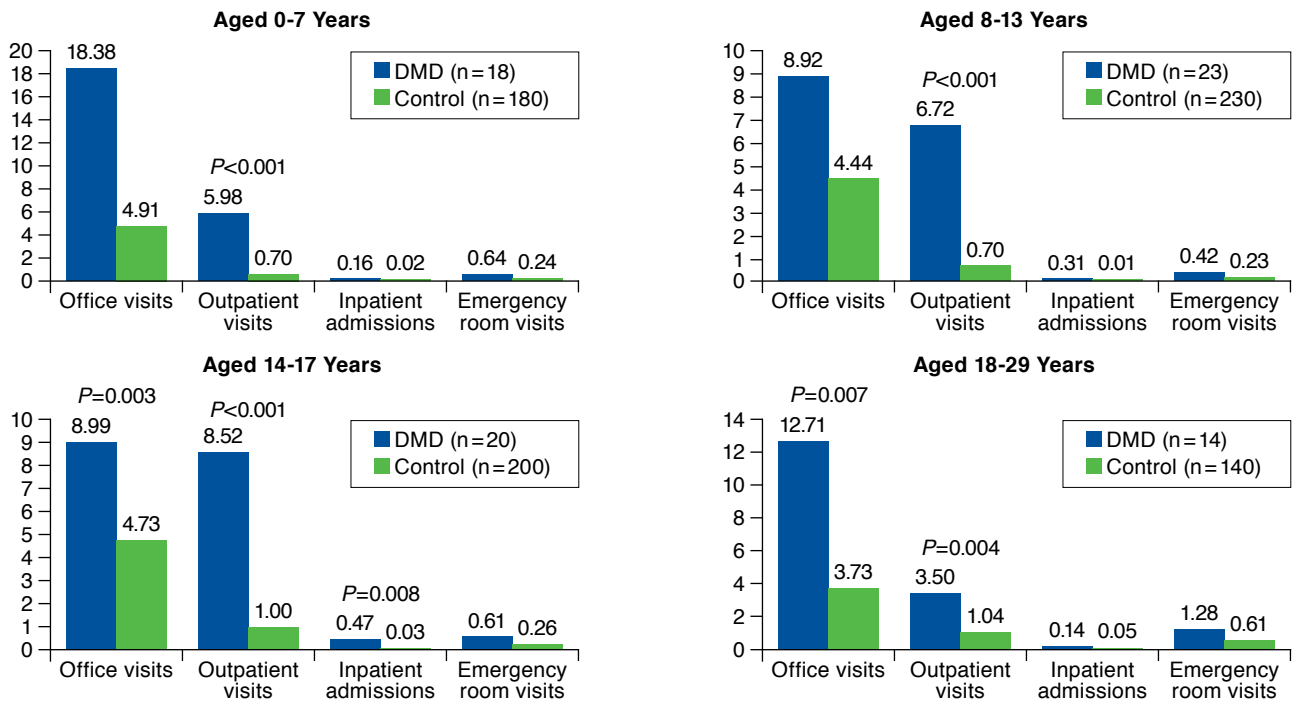 Aged 0-7 Years
20
18
16
14
12
10
8
6
4
2
0
18.38
4.91
P<0.001
5.98
0.70
0.16 0.02
0.64 0.24
DMD (n=18)
Control (n=180)
Office visits
Outpatient
visits
Inpatient
admissions
Emergency
room visits
Aged 8-13 Years
10
9
8
7
6
5
4
3
2
1
0
8.92
4.44
P<0.001
6.72
0.70
0.31 0.01
0.42 0.23
DMD (n=23)
Control (n=230)
Office visits
Outpatient
visits
Inpatient
admissions
Emergency
room visits
Aged 14-17 Years
10
9
8
7
6
5
4
3
2
1
0
P=0.003
8.99
4.73
P<0.001
8.52
1.00
P=0.008
0.47 0.03
0.61 0.26
DMD (n=20)
Control (n=200)
Office visits
Outpatient
visits
Inpatient
admissions
Emergency
room visits
Aged 18-29 Years
14
12
10
8
6
4
2
0
P=0.007
12.71
3.73
P=0.004
3.50
1.04
0.14 0.05
1.28 0.61
DMD (n=14)
Control (n=140)
Office visits
Outpatient
visits
Inpatient
admissions
Emergency
room visits